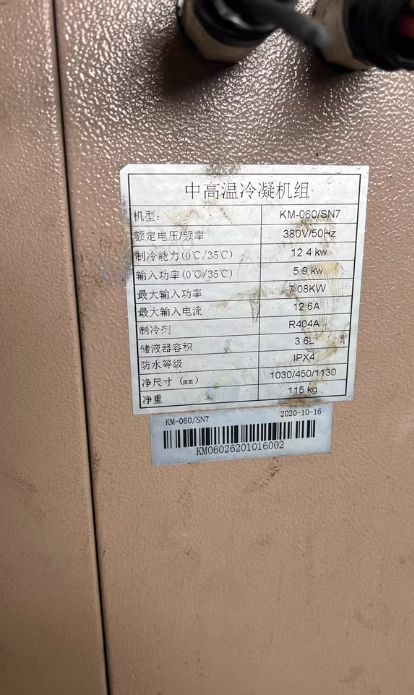 中高温冷凝机组
机型: KM-060/SN7
额定电压/频率 380V/50Hz
制冷能力(0℃/35℃) 12.4 kw
输入功率(0℃/35℃) 5.9 kw
最大输入功率 7.08KW
最大输入电流 12.6A
制冷剂 R404A
储液器容积 3.6L
防水等级 IPX4
净尺寸 (mm) 1030/450/1130
净重 115 kg
KM-060/SN7 2020-10-16
KM06026201016002